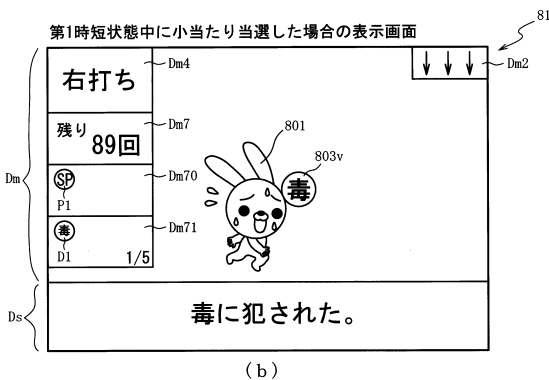 第1時短状態中に小当たり当選した場合の表示画面
81
右打ち
Dm4
↓ ↓ ↓
Dm2
残り
89回
Dm7
801
803v
毒
Dm
SP
P1
Dm70
毒
D1
1/5
Dm71
Ds
毒に犯された。
(b)